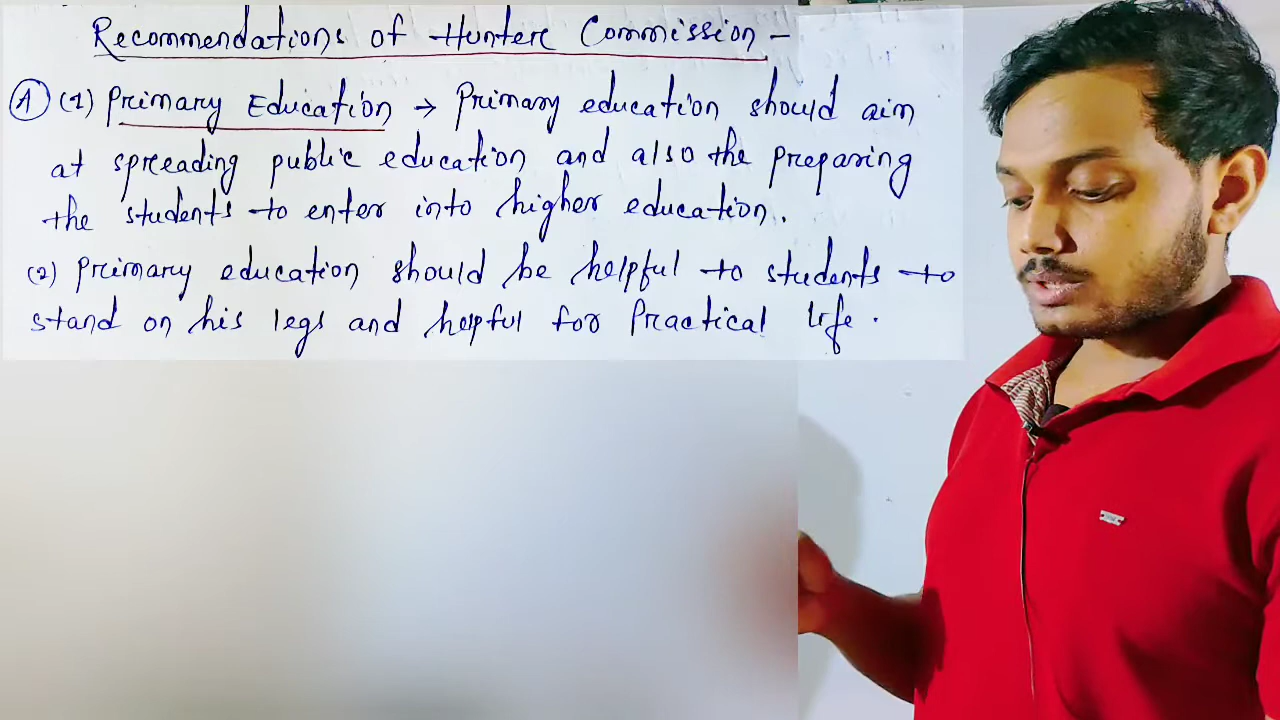 Recommendations of Hunter Commission -
A (1) Primary Education → Primary education should aim
at spreading public education and also the preparing
the students to enter into higher education.
(2) Primary education should be helpful to students to
stand on his legs and helpful for Practical life.